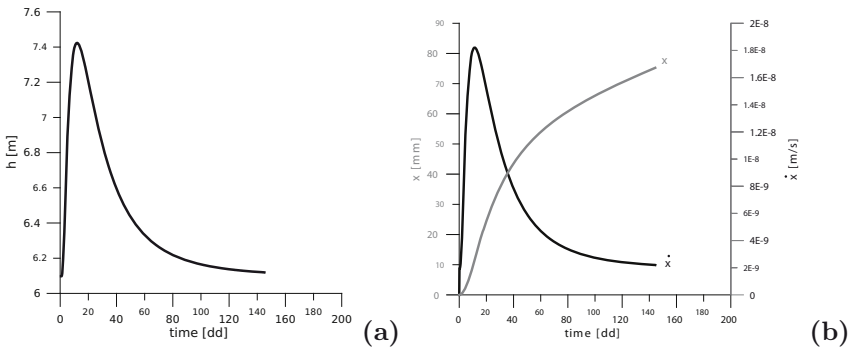 7.6
7.4
7.2
7
6.8
6.6
6.4
6.2
6
h [m]
0 20 40 60 80 100 120 140 160 180 200
time [dd]
(a)
90
80
70
60
50
40
30
20
10
0
x [mm]
2E-8
1.8E-8
1.6E-8
1.4E-8
1.2E-8
1E-8
8E-9
6E-9
4E-9
2E-9
0
ẋ [m/s]
x
ẋ
0 20 40 60 80 100 120 140 160 180 200
time [dd]
(b)